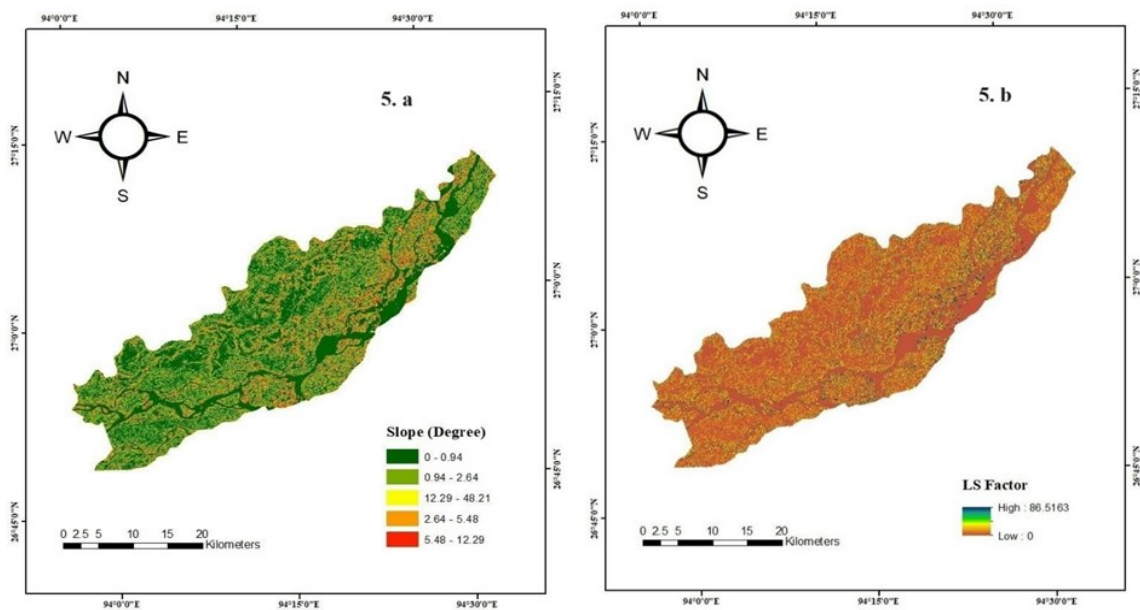 94°0'0"E 94°15'0"E 94°30'0"E
5. a
N
W E
S
27°15'0"N
27°0'0"N
26°45'0"N
27°15'0"N
27°0'0"N
26°45'0"N
Slope (Degree)
0 - 0.94
0.94 - 2.64
12.29 - 48.21
2.64 - 5.48
5.48 - 12.29
0 2.5 5 10 15 20
Kilometers
94°0'0"E 94°15'0"E 94°30'0"E
94°0'0"E 94°15'0"E 94°30'0"E
5. b
N
W E
S
27°15'0"N
27°0'0"N
26°45'0"N
27°15'0"N
27°0'0"N
26°45'0"N
LS Factor
High : 86.5163
Low : 0
0 2.5 5 10 15 20
Kilometers
94°0'0"E 94°15'0"E 94°30'0"E